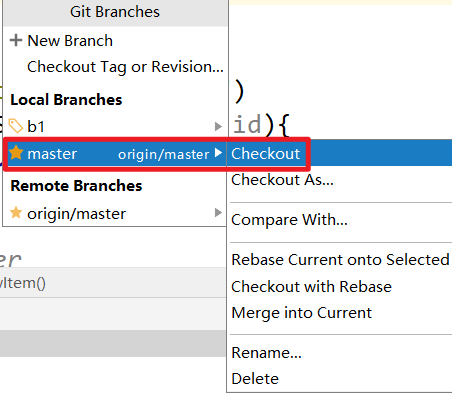 Git Branches
New Branch
Checkout Tag or Revision...
Local Branches
b1
master origin/master
Remote Branches
origin/master
)
id){
Checkout
Checkout As...
Compare With...
Rebase Current onto Selected
Checkout with Rebase
Merge into Current
Rename...
Delete
er
Item()